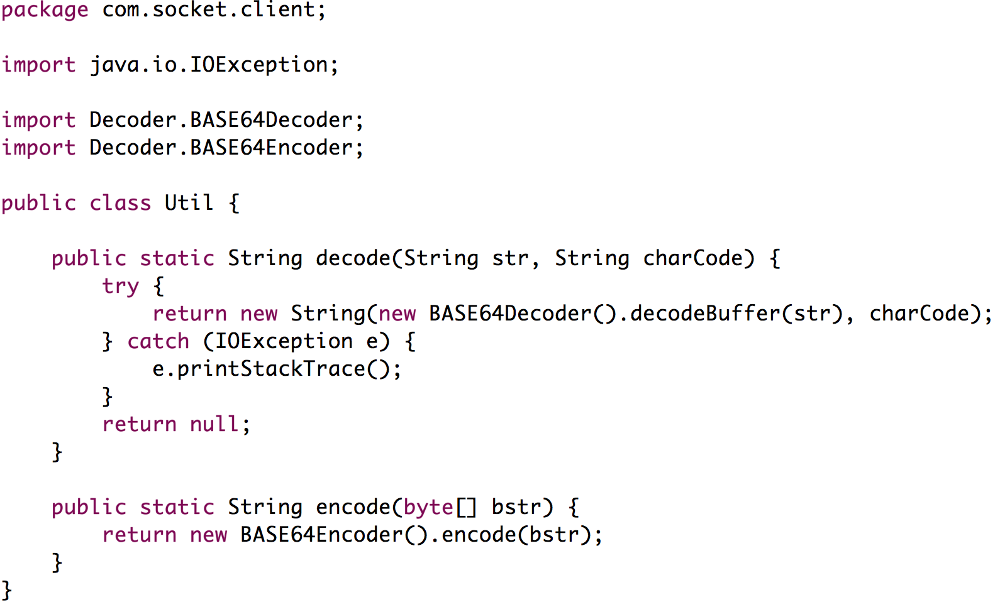 package com.socket.client;

import java.io.IOException;

import Decoder.BASE64Decoder;
import Decoder.BASE64Encoder;

public class Util {

    public static String decode(String str, String charCode) {
        try {
            return new String(new BASE64Decoder().decodeBuffer(str), charCode);
        } catch (IOException e) {
            e.printStackTrace();
        }
        return null;
    }

    public static String encode(byte[] bstr) {
        return new BASE64Encoder().encode(bstr);
    }
}